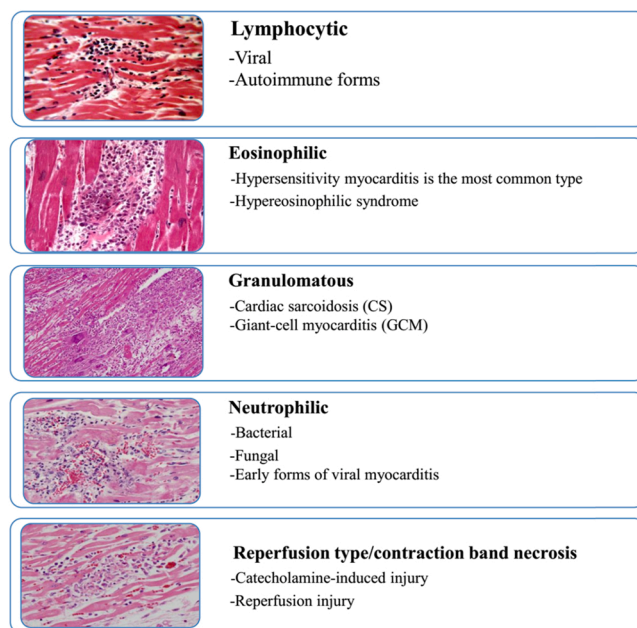 Lymphocytic
-Viral
-Autoimmune forms
Eosinophilic
-Hypersensitivity myocarditis is the most common type
-Hypereosinophilic syndrome
Granulomatous
-Cardiac sarcoidosis (CS)
-Giant-cell myocarditis (GCM)
Neutrophilic
-Bacterial
-Fungal
-Early forms of viral myocarditis
Reperfusion type/contraction band necrosis
-Catecholamine-induced injury
-Reperfusion injury